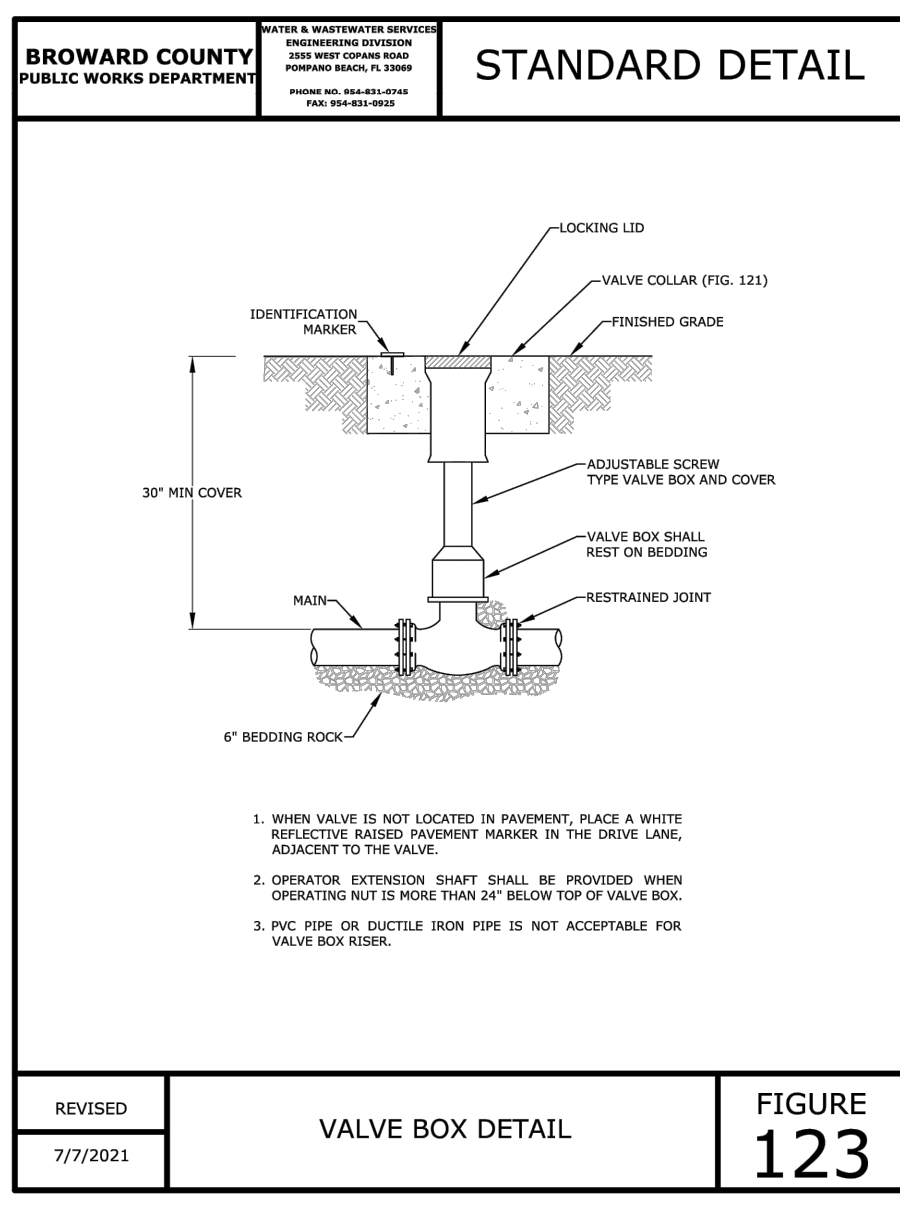 BROWARD COUNTY
PUBLIC WORKS DEPARTMENT
WATER & WASTEWATER SERVICES
ENGINEERING DIVISION
2555 WEST COPANS ROAD
POMPANO BEACH, FL 33069
PHONE NO. 954-831-0745
FAX: 954-831-0925
STANDARD DETAIL
LOCKING LID
VALVE COLLAR (FIG. 121)
IDENTIFICATION
MARKER
FINISHED GRADE
ADJUSTABLE SCREW
TYPE VALVE BOX AND COVER
30" MIN COVER
VALVE BOX SHALL
REST ON BEDDING
MAIN
RESTRAINED JOINT
6" BEDDING ROCK
1. WHEN VALVE IS NOT LOCATED IN PAVEMENT, PLACE A WHITE
REFLECTIVE RAISED PAVEMENT MARKER IN THE DRIVE LANE,
ADJACENT TO THE VALVE.
2. OPERATOR EXTENSION SHAFT SHALL BE PROVIDED WHEN
OPERATING NUT IS MORE THAN 24" BELOW TOP OF VALVE BOX.
3. PVC PIPE OR DUCTILE IRON PIPE IS NOT ACCEPTABLE FOR
VALVE BOX RISER.
REVISED
7/7/2021
VALVE BOX DETAIL
FIGURE
123